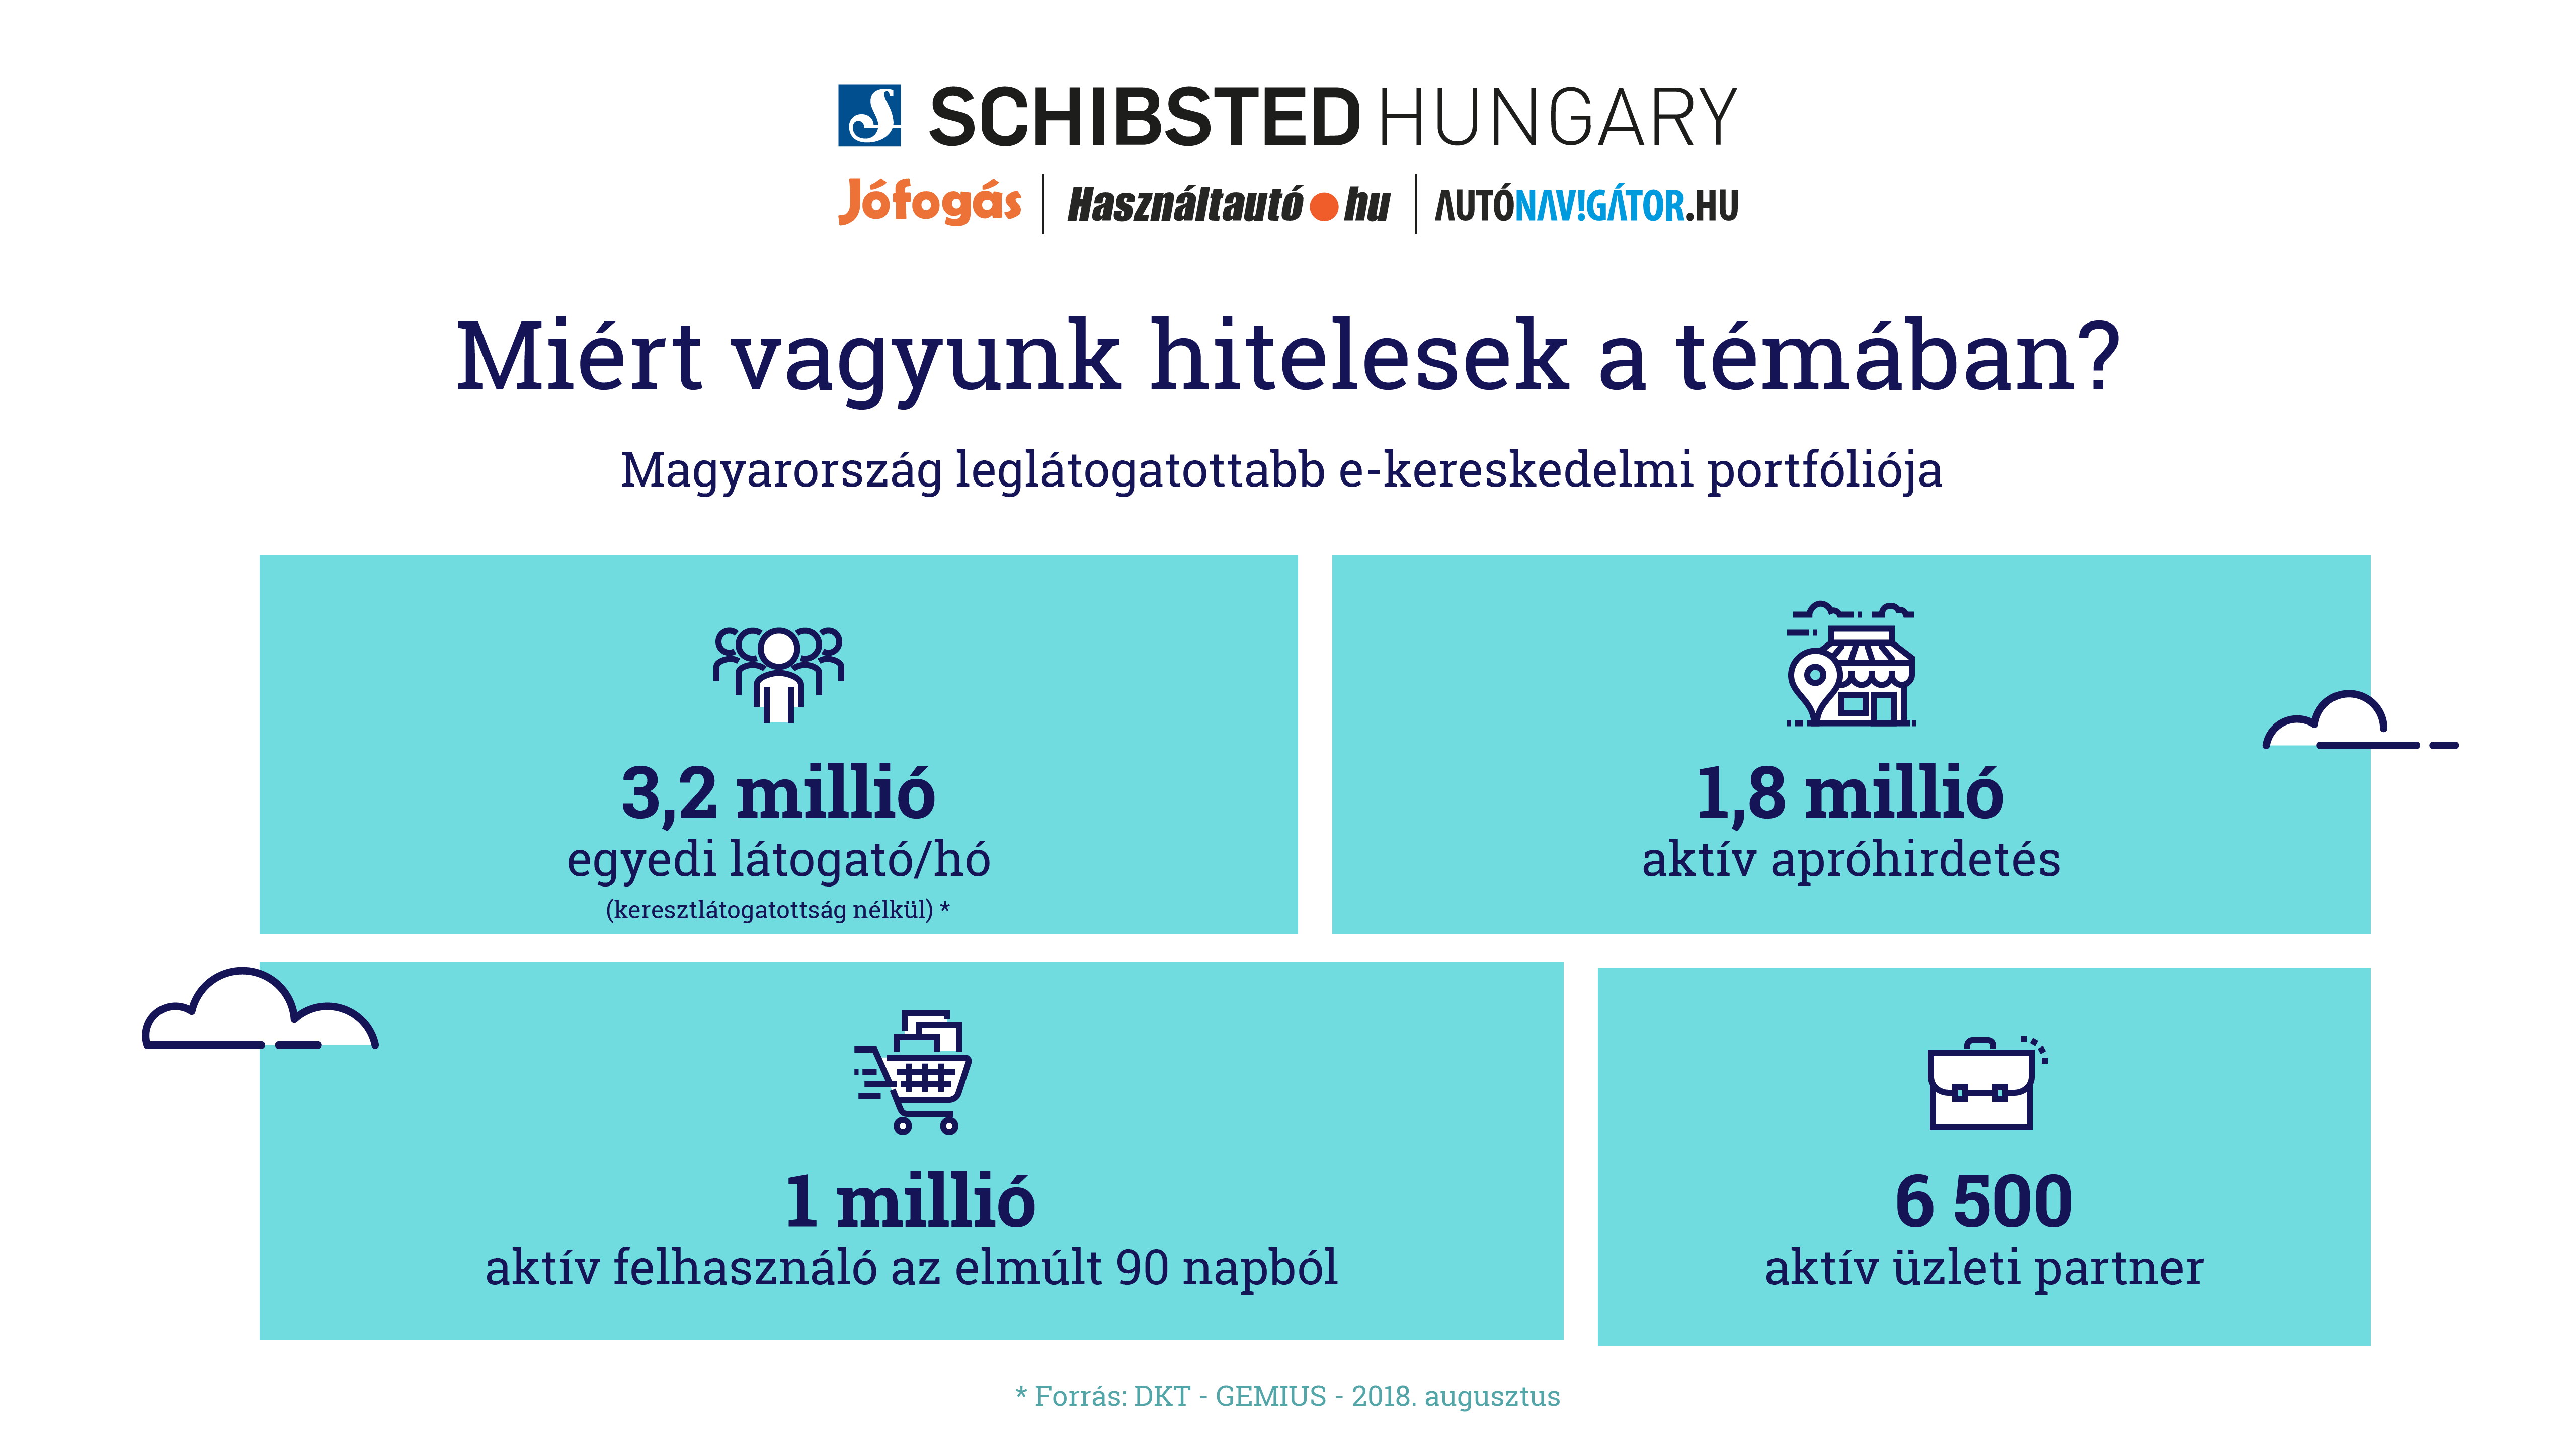 SCHIBSTED HUNGARY
Jófogás
Használtautó.hu
AUTÓNAV!GÁTOR.HU
Miért vagyunk hitelesek a témában?
Magyarország leglátogatottabb e-kereskedelmi portfóliója
3,2 millió
egyedi látogató/hó
(keresztlátogatottság nélkül) *
1,8 millió
aktív apróhirdetés
1 millió
aktív felhasználó az elmúlt 90 napból
6 500
aktív üzleti partner
* Forrás: DKT - GEMIUS - 2018. augusztus